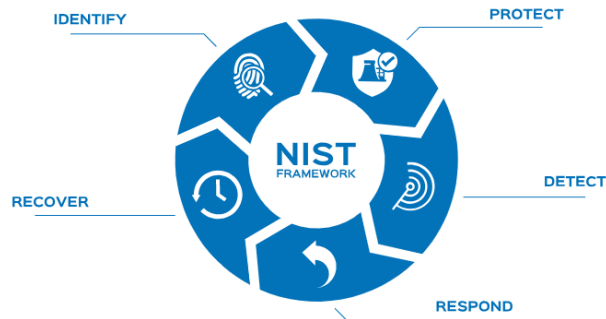 IDENTIFY
PROTECT
NIST
FRAMEWORK
DETECT
RECOVER
RESPOND